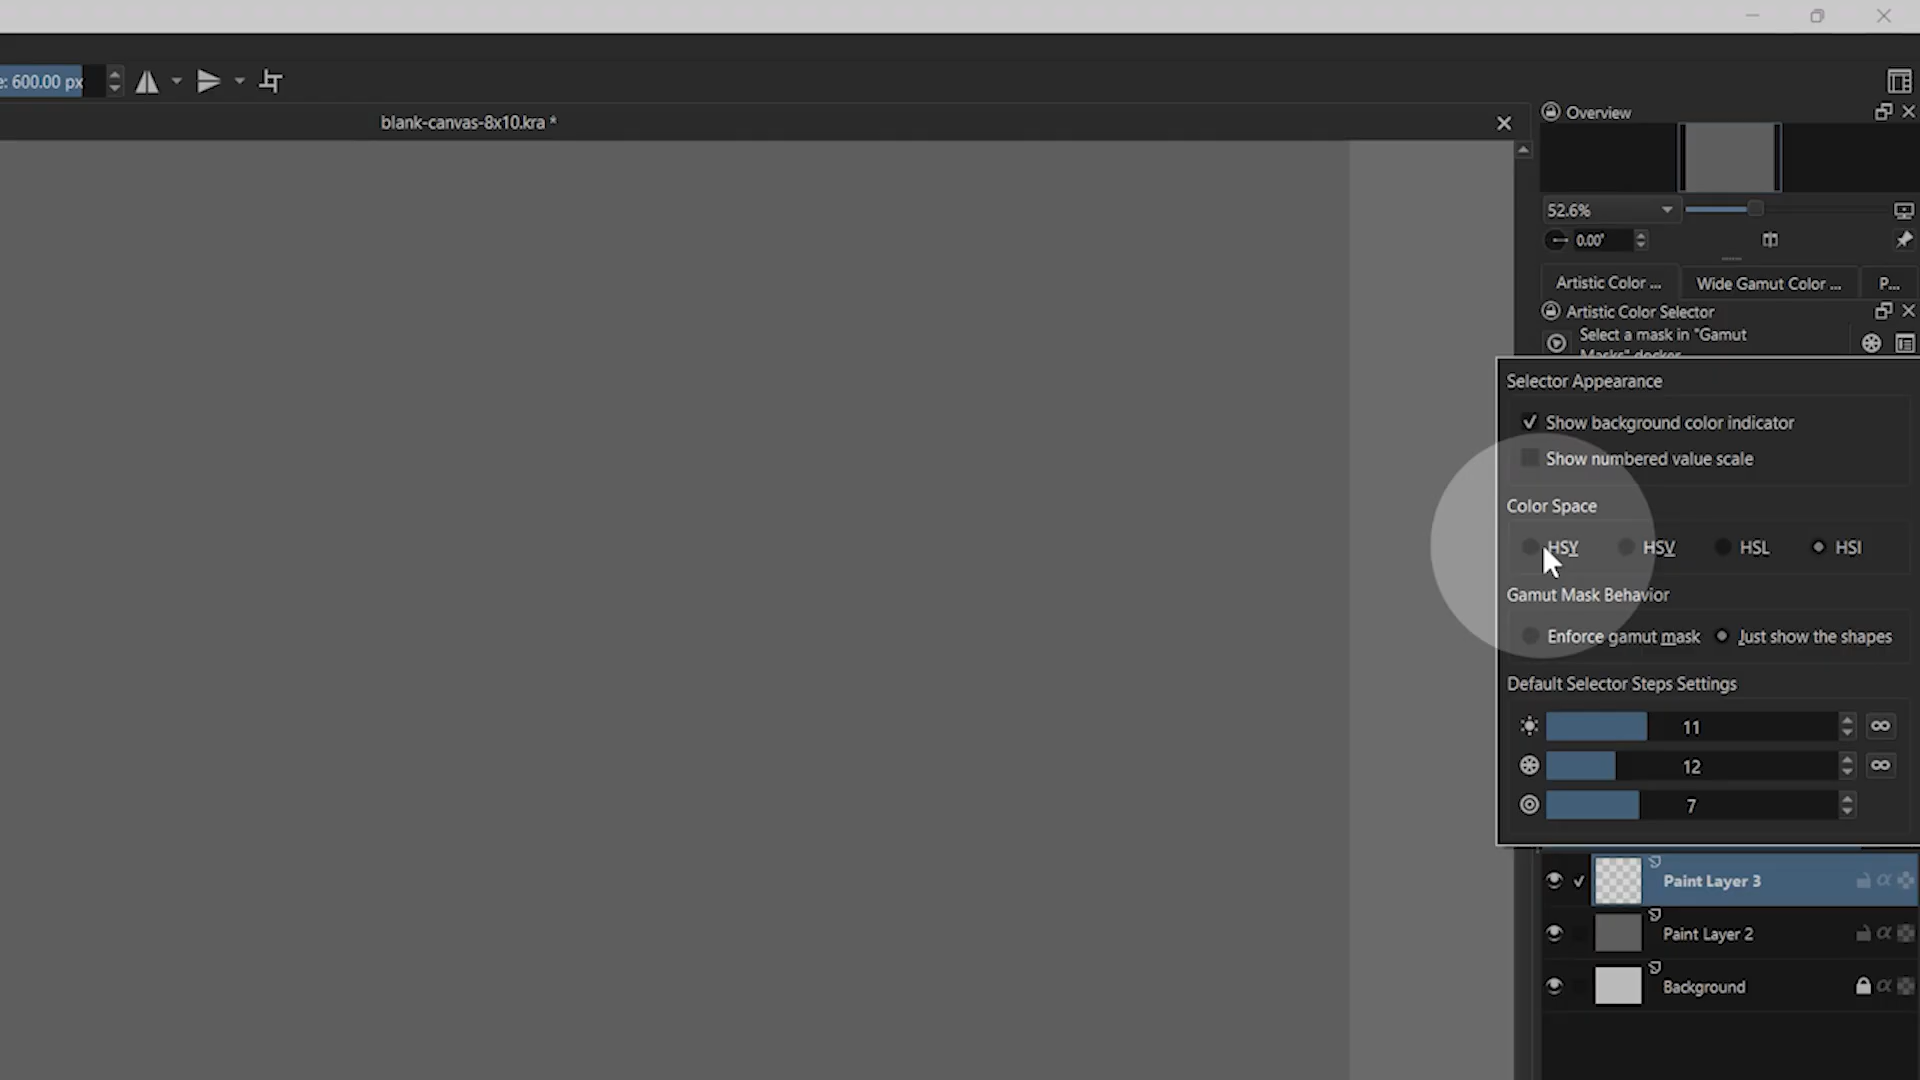 e: 600.00 px
blank-canvas-8x10.kra *
Overview
52.6%
0.00°
Artistic Color ...
Wide Gamut Color ...
P...
Artistic Color Selector
Select a mask in "Gamut
Masks" docker
Selector Appearance
Show background color indicator
Show numbered value scale
Color Space
HSY HSV HSL HSI
Gamut Mask Behavior
Enforce gamut mask Just show the shapes
Default Selector Steps Settings
11
12
7
Paint Layer 3
Paint Layer 2
Background